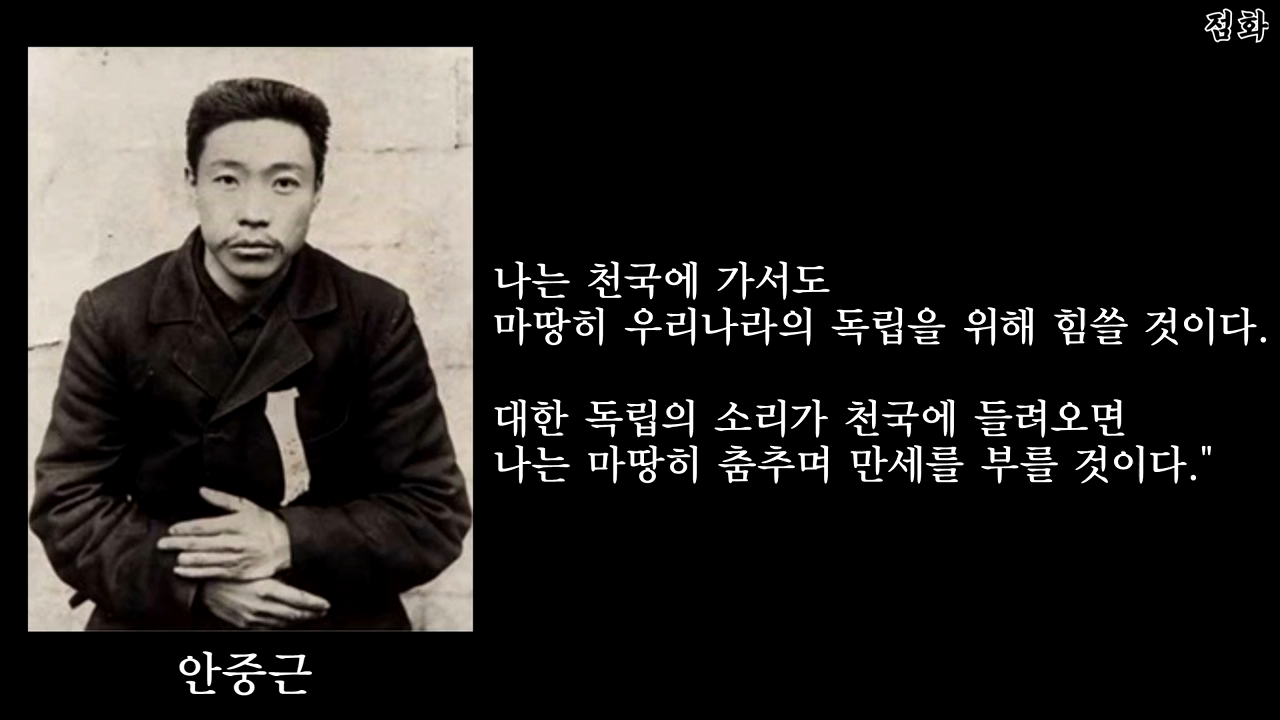 점화
나는 천국에 가서도
마땅히 우리나라의 독립을 위해 힘쓸 것이다.
대한 독립의 소리가 천국에 들려오면
나는 마땅히 춤추며 만세를 부를 것이다."
안중근